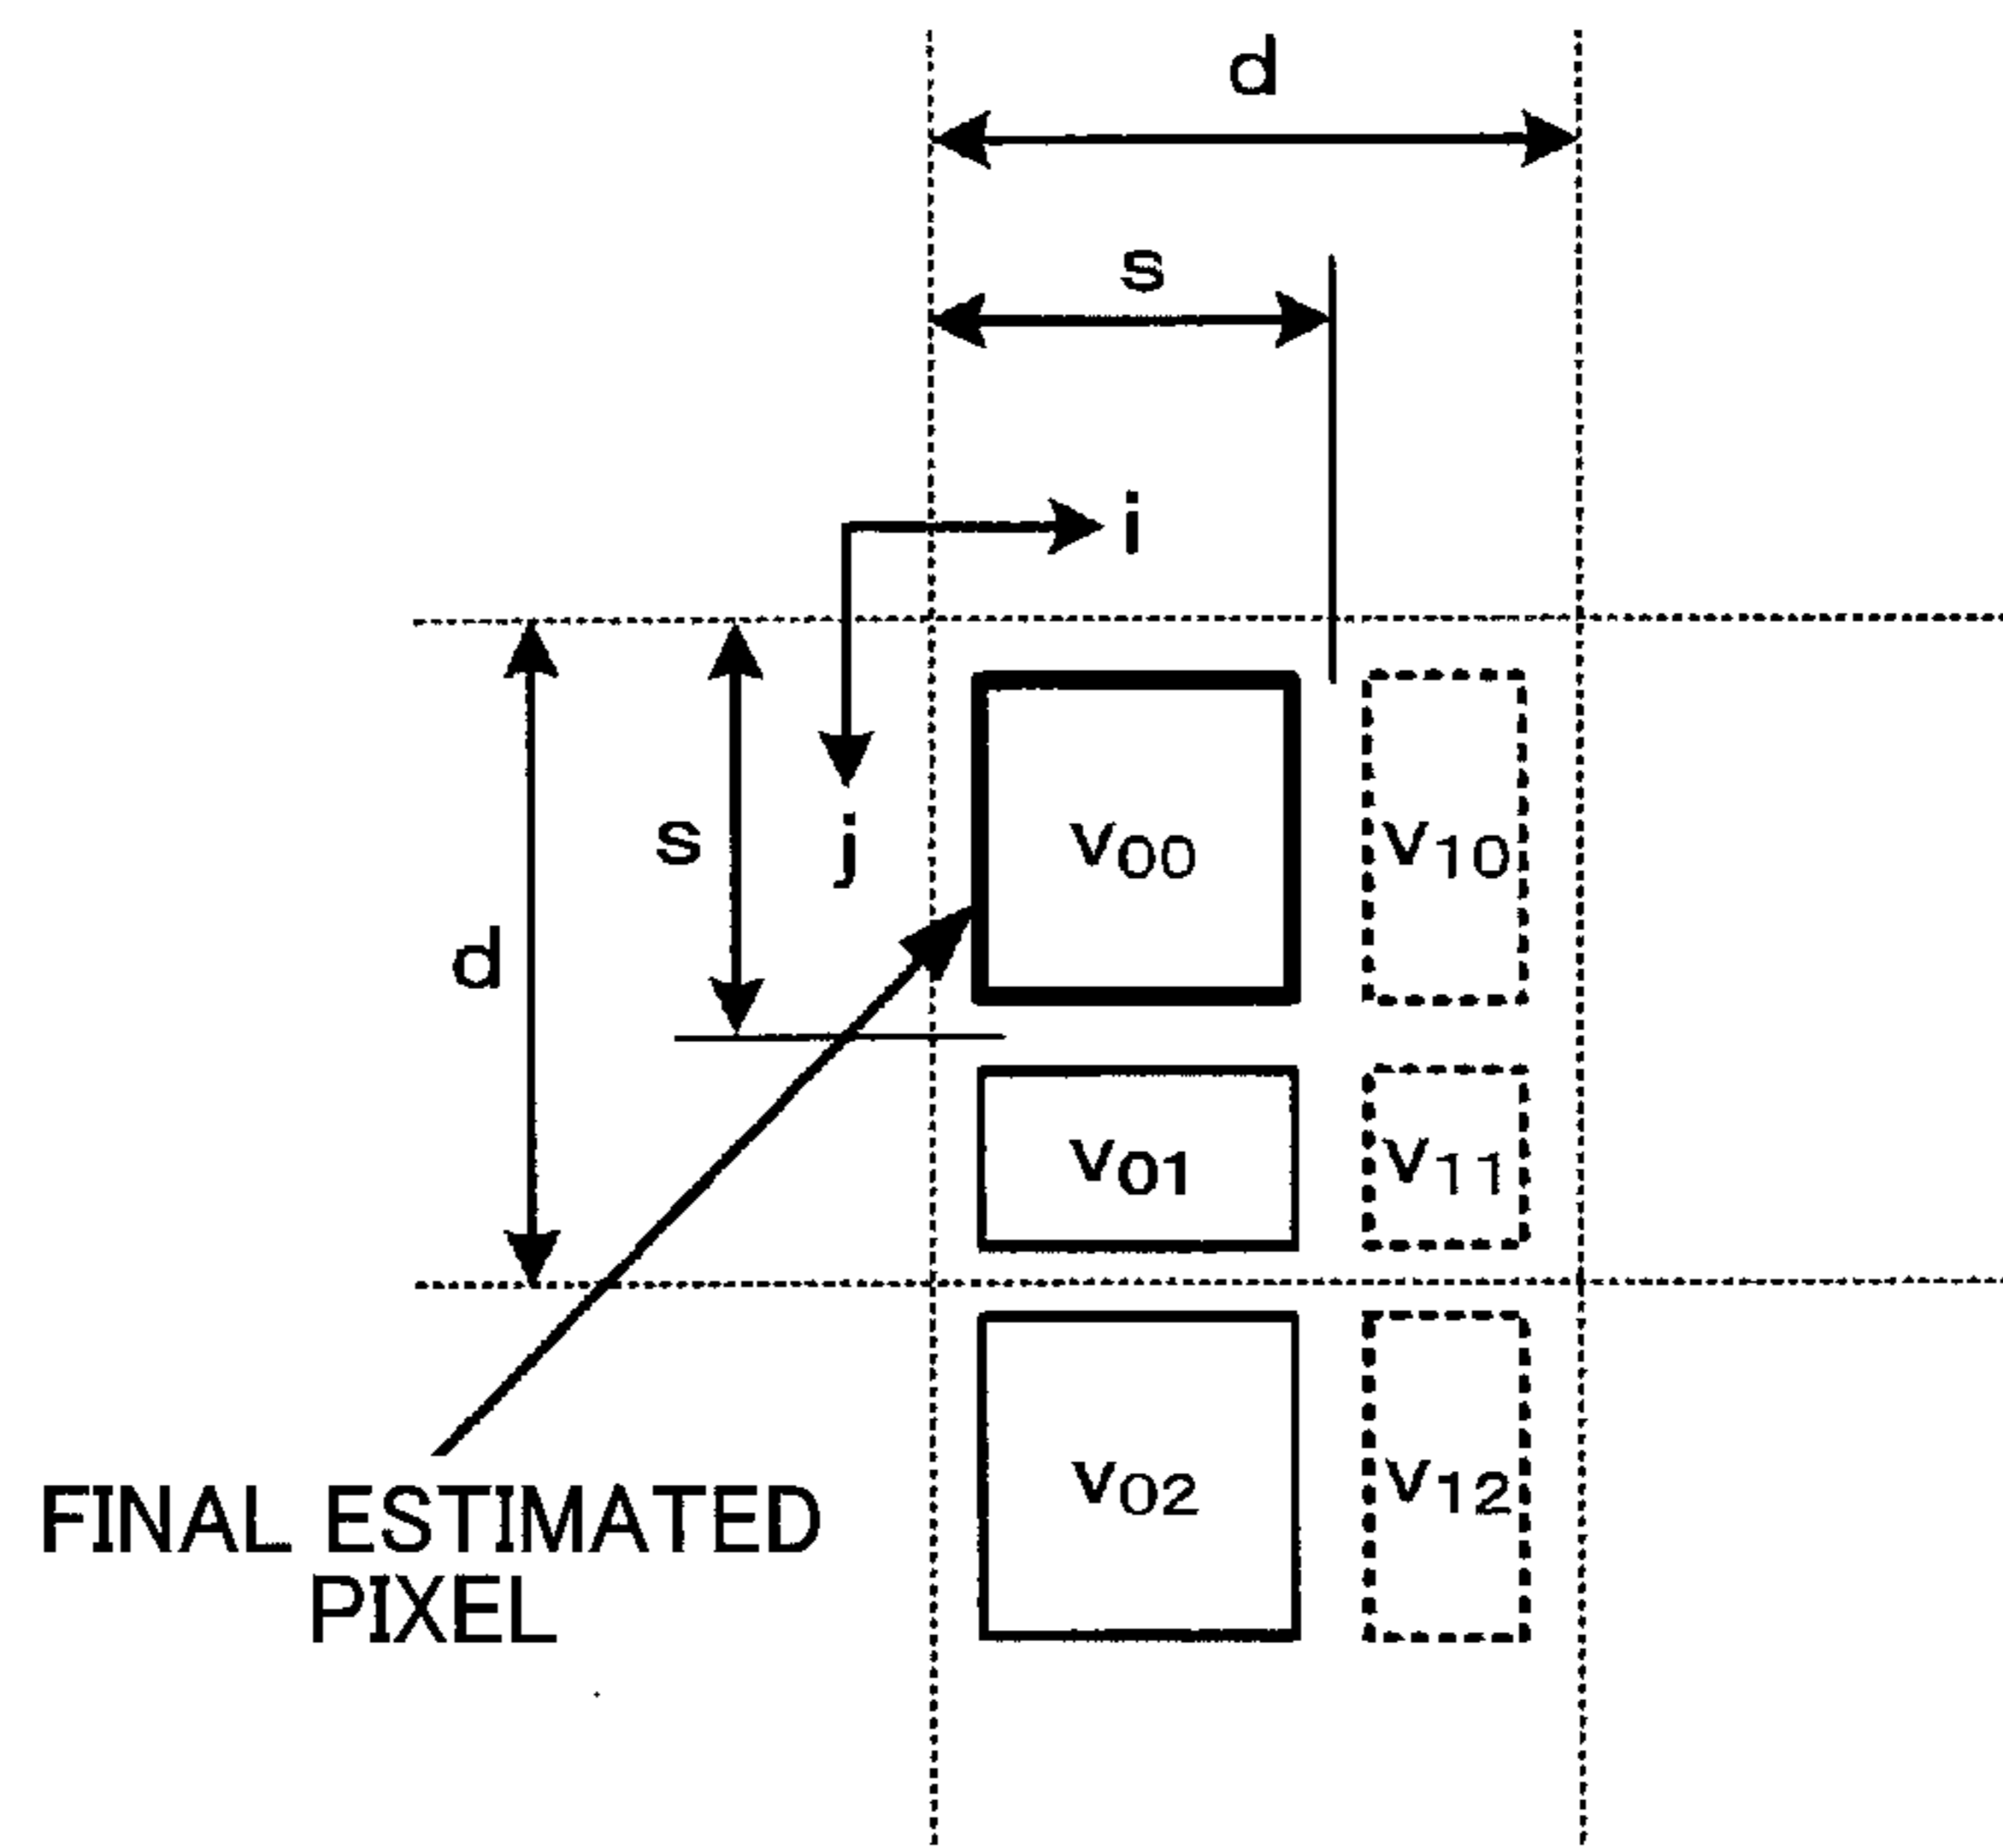 d
s
i
s
j
v00
v10
d
v01
v11
v02
v12
FINAL ESTIMATED
PIXEL